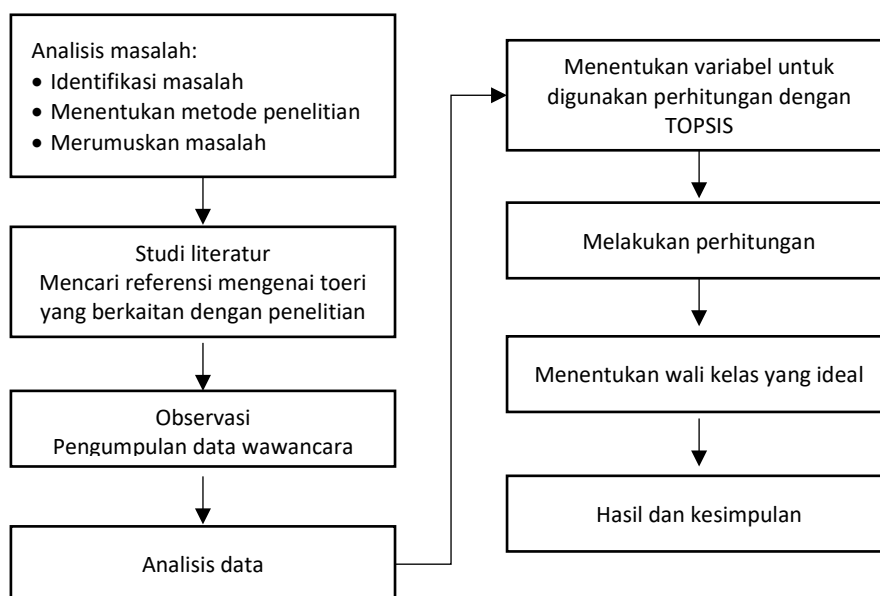 Analisis masalah:
• Identifikasi masalah
• Menentukan metode penelitian
• Merumuskan masalah
Studi literatur
Mencari referensi mengenai toeri
yang berkaitan dengan penelitian
Observasi
Pengumpulan data wawancara
Analisis data
Menentukan variabel untuk
digunakan perhitungan dengan
TOPSIS
Melakukan perhitungan
Menentukan wali kelas yang ideal
Hasil dan kesimpulan